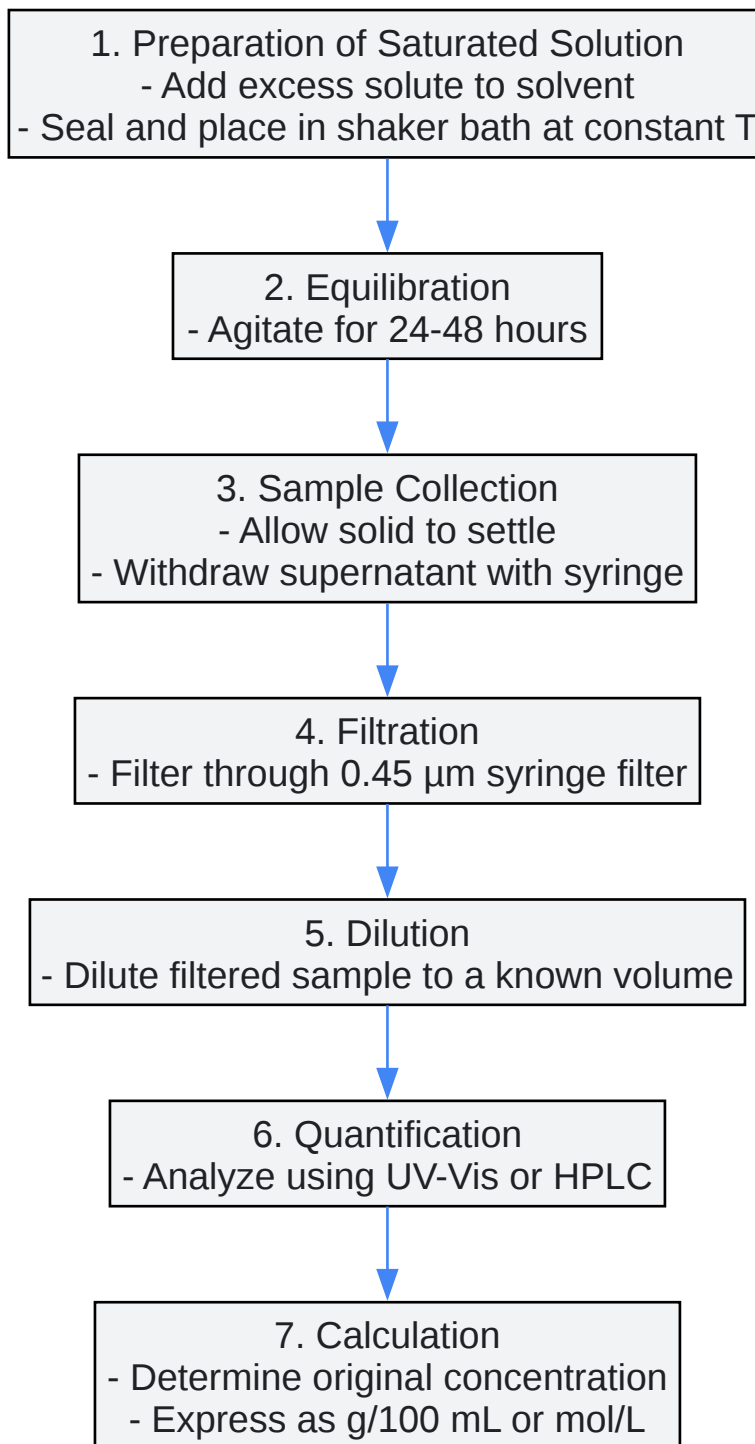 1. Preparation of Saturated Solution
- Add excess solute to solvent
- Seal and place in shaker bath at constant T
2. Equilibration
- Agitate for 24-48 hours
3. Sample Collection
- Allow solid to settle
- Withdraw supernatant with syringe
4. Filtration
- Filter through 0.45 µm syringe filter
5. Dilution
- Dilute filtered sample to a known volume
6. Quantification
- Analyze using UV-Vis or HPLC
7. Calculation
- Determine original concentration
- Express as g/100 mL or mol/L